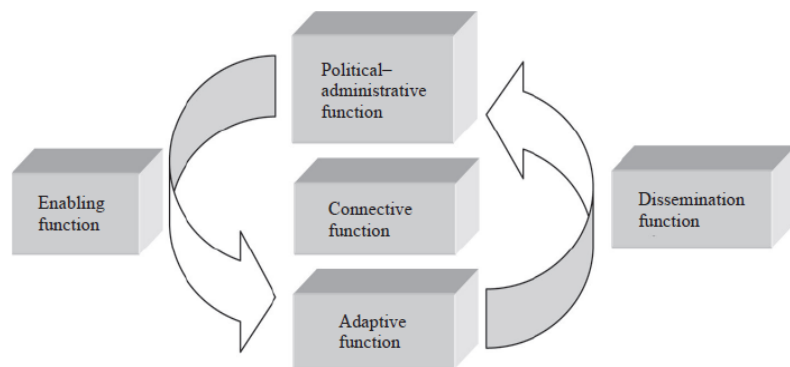 Political–
administrative
function
Enabling
function
Connective
function
Dissemination
function
Adaptive
function